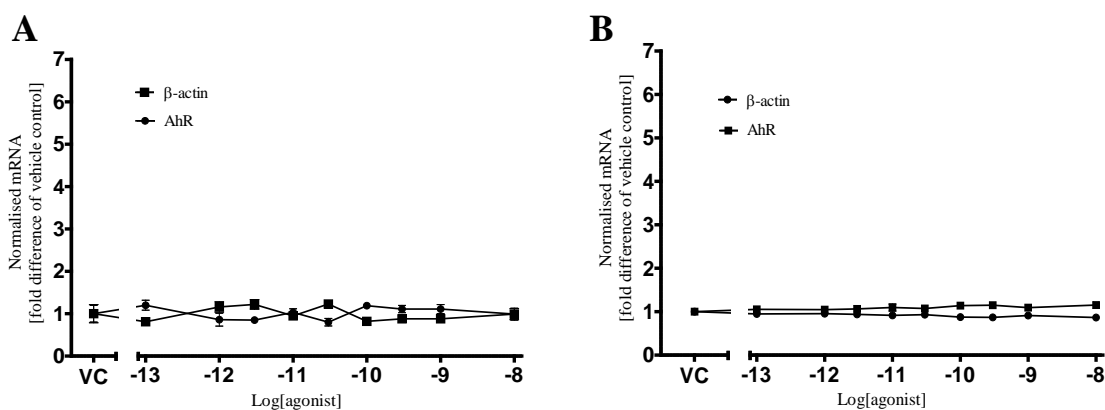 A
7
6
5
4
3
2
1
0
Normalised mRNA
[fold difference of vehicle control]
β-actin
AhR
VC -13 -12 -11 -10 -9 -8
Log[agonist]
B
7
6
5
4
3
2
1
0
Normalised mRNA
[fold difference of vehicle control]
β-actin
AhR
VC -13 -12 -11 -10 -9 -8
Log[agonist]